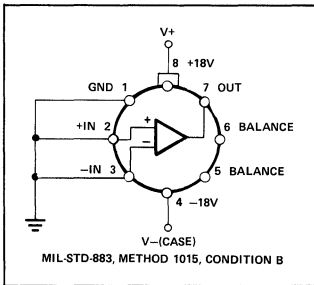 V+
8 +18V
GND 1
7 OUT
+IN 2
+
6 BALANCE
−
−IN 3
5 BALANCE
4 −18V
V−(CASE)
MIL-STD-883, METHOD 1015, CONDITION B